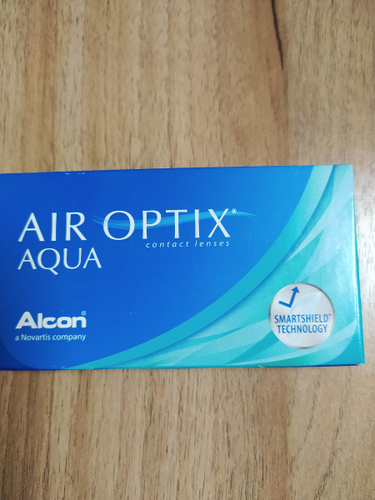 AIR OPTIX®
contact lenses
AQUA
Alcon®
a Novartis company
SMARTSHIELD®
TECHNOLOGY